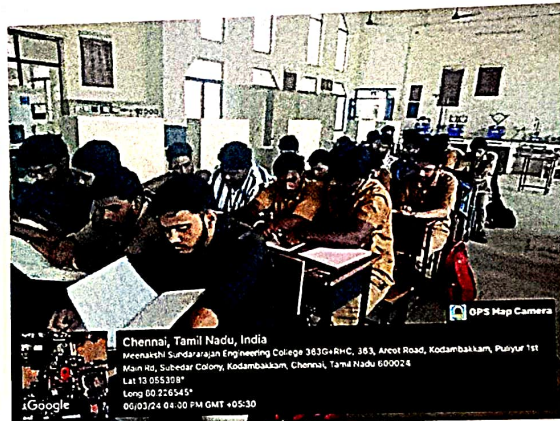 GPS Map Camera
Chennai, Tamil Nadu, India
Meenakshi Sundararajan Engineering College 363G+RHC, 363, Arcot Road, Kodambakkam, Puliyur 1st
Main Rd, Subedar Colony, Kodambakkam, Chennai, Tamil Nadu 600024
Lat 13.055398°
Long 80.226545°
06/03/24 04:00 PM GMT +05:30
Google